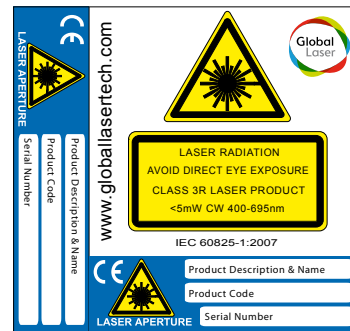 CE
LASER APERTURE
Serial Number
Product Code
Product Description & Name
www.globallasertech.com
Global
Laser
LASER RADIATION
AVOID DIRECT EYE EXPOSURE
CLASS 3R LASER PRODUCT
<5mW CW 400-695nm
IEC 60825-1:2007
CE
LASER APERTURE
Product Description & Name
Product Code
Serial Number